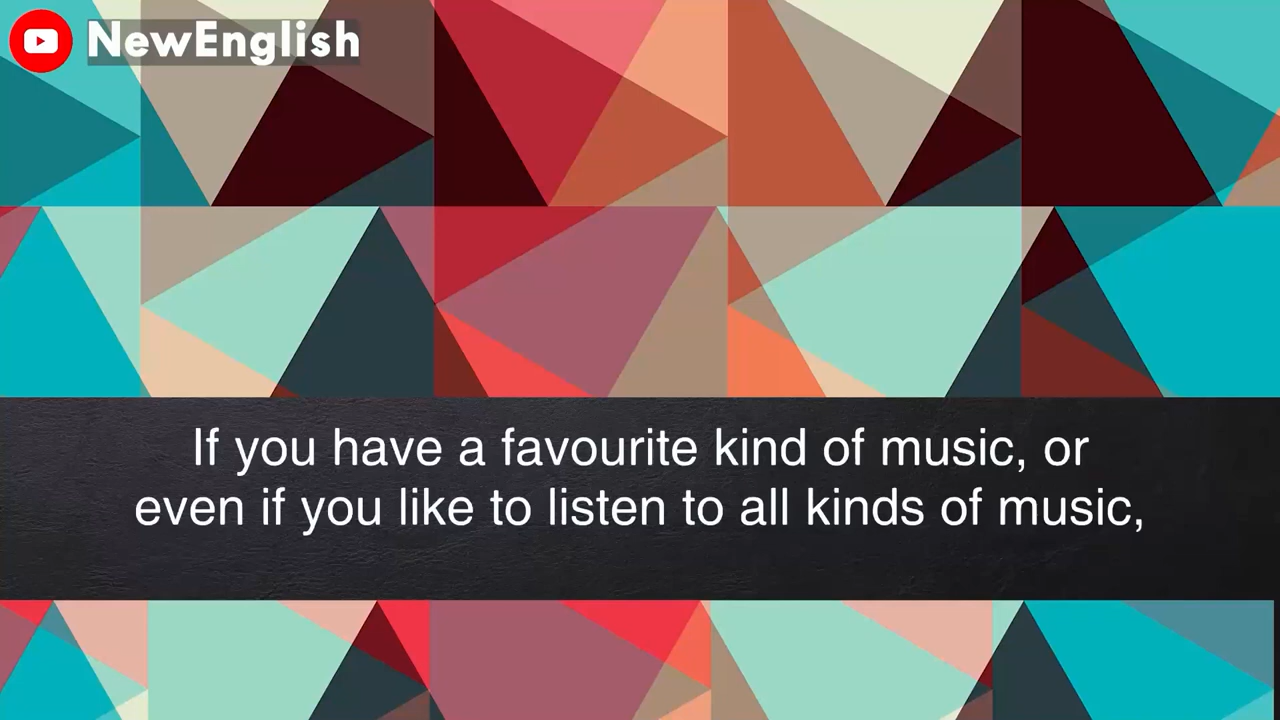 NewEnglish
If you have a favourite kind of music, or
even if you like to listen to all kinds of music,